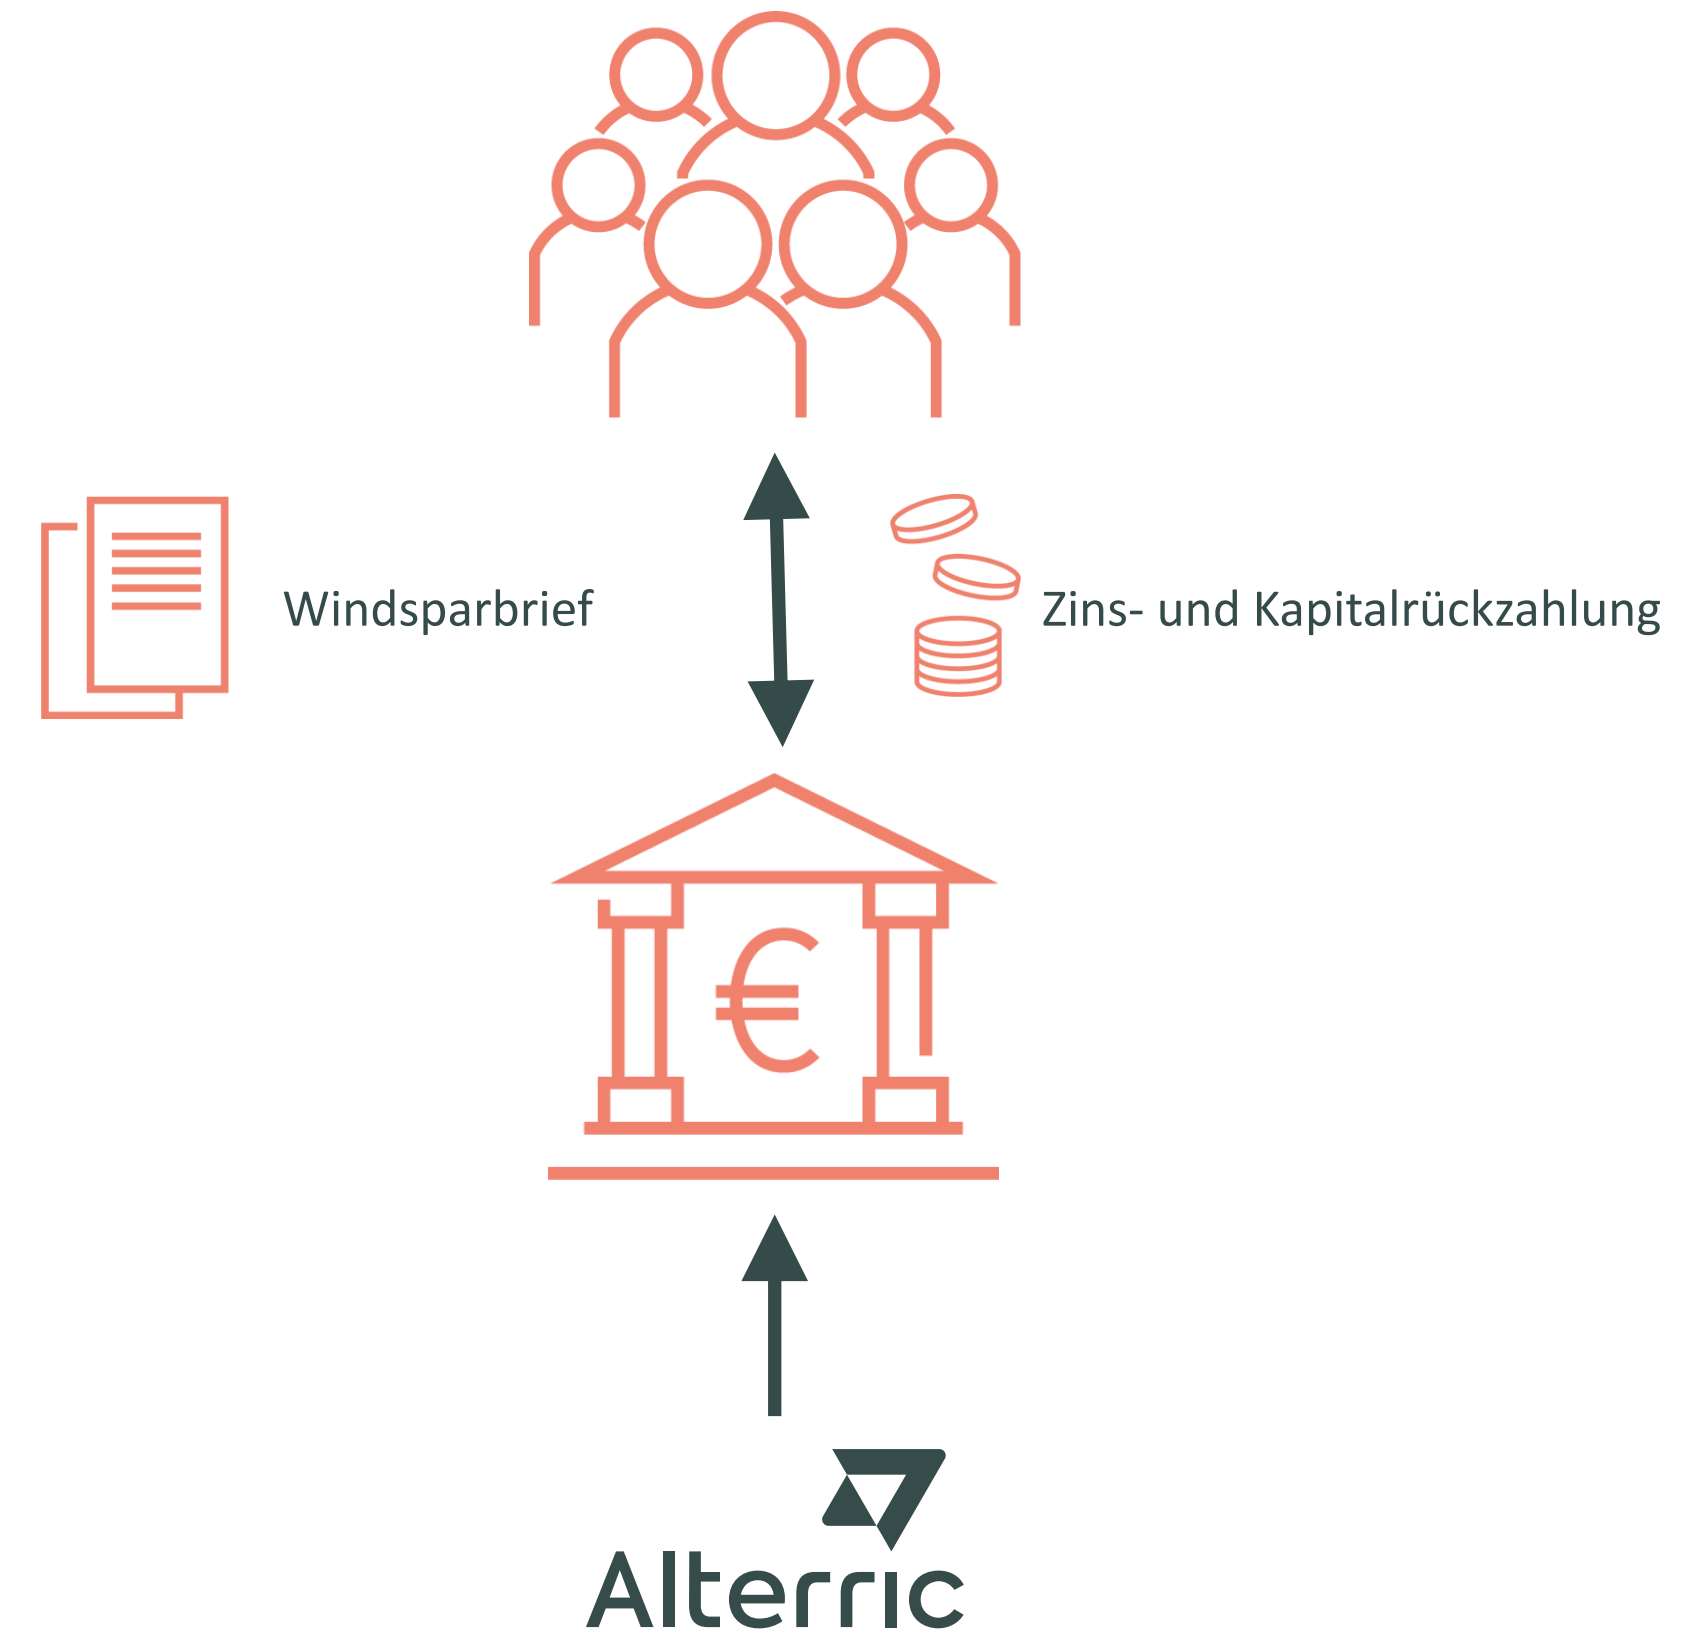 Windsparbrief
Zins- und Kapitalrückzahlung
€
Alterric